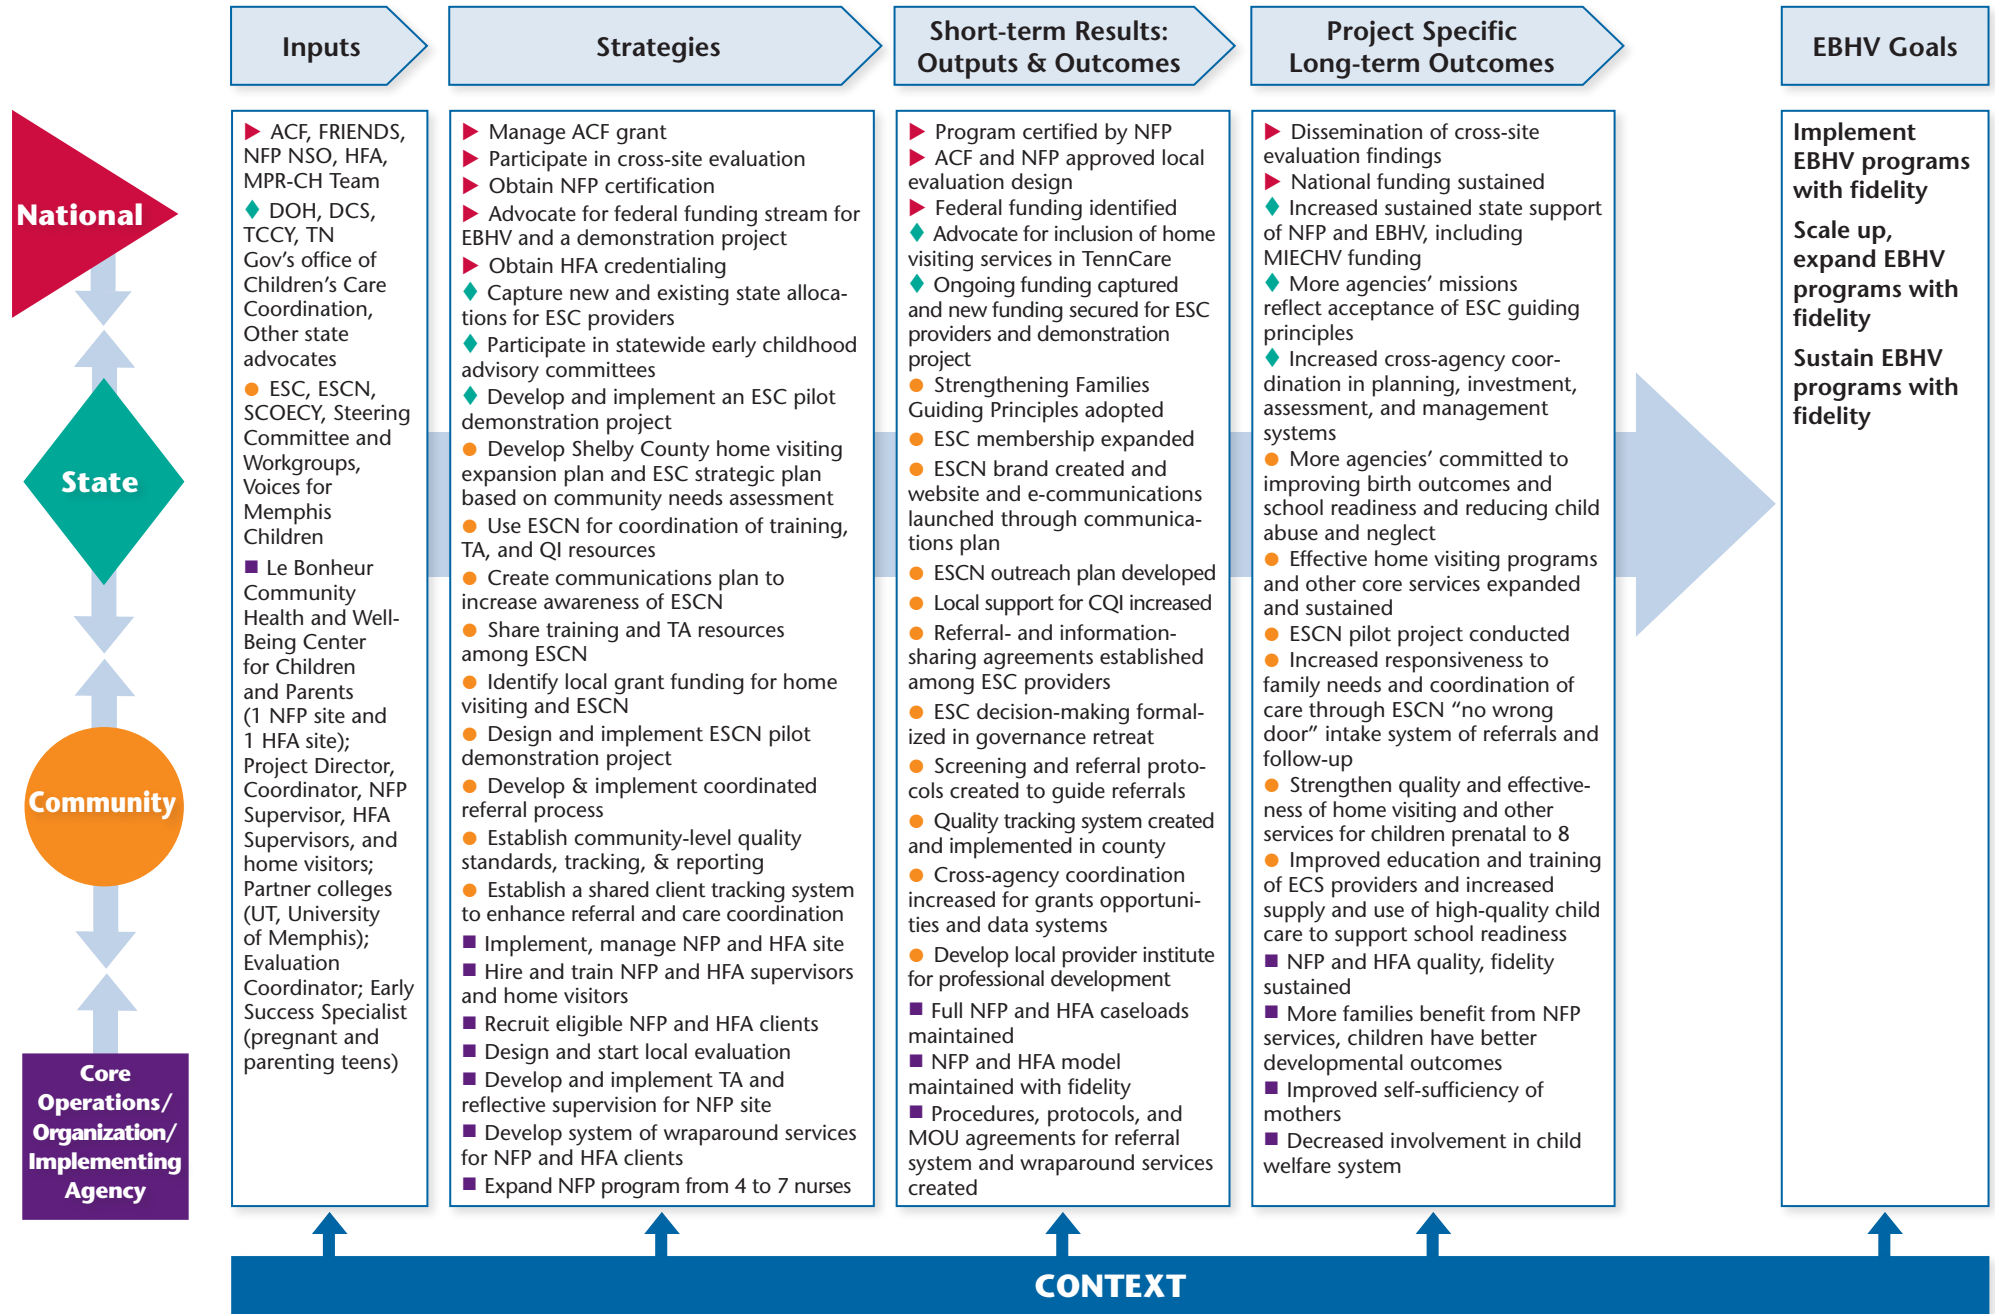 Inputs
Strategies
Short-term Results:
Outputs & Outcomes
Project Specific
Long-term Outcomes
EBHV Goals
National
State
Community
Core
Operations/
Organization/
Implementing
Agency
ACF, FRIENDS,
NFP NSO, HFA,
MPR-CH Team
DOH, DCS,
TCCY, TN
Gov's office of
Children's Care
Coordination,
Other state
advocates
ESC, ESCN,
SCOECY, Steering
Committee and
Workgroups,
Voices for
Memphis
Children
Le Bonheur
Community
Health and Well-
Being Center
for Children
and Parents
(1 NFP site and
1 HFA site);
Project Director,
Coordinator, NFP
Supervisor, HFA
Supervisors, and
home visitors;
Partner colleges
(UT, University
of Memphis);
Evaluation
Coordinator; Early
Success Specialist
(pregnant and
parenting teens)
Manage ACF grant
Participate in cross-site evaluation
Obtain NFP certification
Advocate for federal funding stream for
EBHV and a demonstration project
Obtain HFA credentialing
Capture new and existing state alloca-
tions for ESC providers
Participate in statewide early childhood
advisory committees
Develop and implement an ESC pilot
demonstration project
Develop Shelby County home visiting
expansion plan and ESC strategic plan
based on community needs assessment
Use ESCN for coordination of training,
TA, and QI resources
Create communications plan to
increase awareness of ESCN
Share training and TA resources
among ESCN
Identify local grant funding for home
visiting and ESCN
Design and implement ESCN pilot
demonstration project
Develop & implement coordinated
referral process
Establish community-level quality
standards, tracking, & reporting
Establish a shared client tracking system
to enhance referral and care coordination
Implement, manage NFP and HFA site
Hire and train NFP and HFA supervisors
and home visitors
Recruit eligible NFP and HFA clients
Design and start local evaluation
Develop and implement TA and
reflective supervision for NFP site
Develop system of wraparound services
for NFP and HFA clients
Expand NFP program from 4 to 7 nurses
Program certified by NFP
ACF and NFP approved local
evaluation design
Federal funding identified
Advocate for inclusion of home
visiting services in TennCare
Ongoing funding captured
and new funding secured for ESC
providers and demonstration
project
Strengthening Families
Guiding Principles adopted
ESC membership expanded
ESCN brand created and
website and e-communications
launched through communica-
tions plan
ESCN outreach plan developed
Local support for CQI increased
Referral- and information-
sharing agreements established
among ESC providers
ESC decision-making formal-
ized in governance retreat
Screening and referral proto-
cols created to guide referrals
Quality tracking system created
and implemented in county
Cross-agency coordination
increased for grants opportuni-
ties and data systems
Develop local provider institute
for professional development
Full NFP and HFA caseloads
maintained
NFP and HFA model
maintained with fidelity
Procedures, protocols, and
MOU agreements for referral
system and wraparound services
created
Dissemination of cross-site
evaluation findings
National funding sustained
Increased sustained state support
of NFP and EBHV, including
MIECHV funding
More agencies' missions
reflect acceptance of ESC guiding
principles
Increased cross-agency coor-
dination in planning, investment,
assessment, and management
systems
More agencies' committed to
improving birth outcomes and
school readiness and reducing child
abuse and neglect
Effective home visiting programs
and other core services expanded
and sustained
ESCN pilot project conducted
Increased responsiveness to
family needs and coordination of
care through ESCN “no wrong
door” intake system of referrals and
follow-up
Strengthen quality and effective-
ness of home visiting and other
services for children prenatal to 8
Improved education and training
of ECS providers and increased
supply and use of high-quality child
care to support school readiness
NFP and HFA quality, fidelity
sustained
More families benefit from NFP
services, children have better
developmental outcomes
Improved self-sufficiency of
mothers
Decreased involvement in child
welfare system
Implement
EBHV programs
with fidelity
Scale up,
expand EBHV
programs with
fidelity
Sustain EBHV
programs with
fidelity
CONTEXT